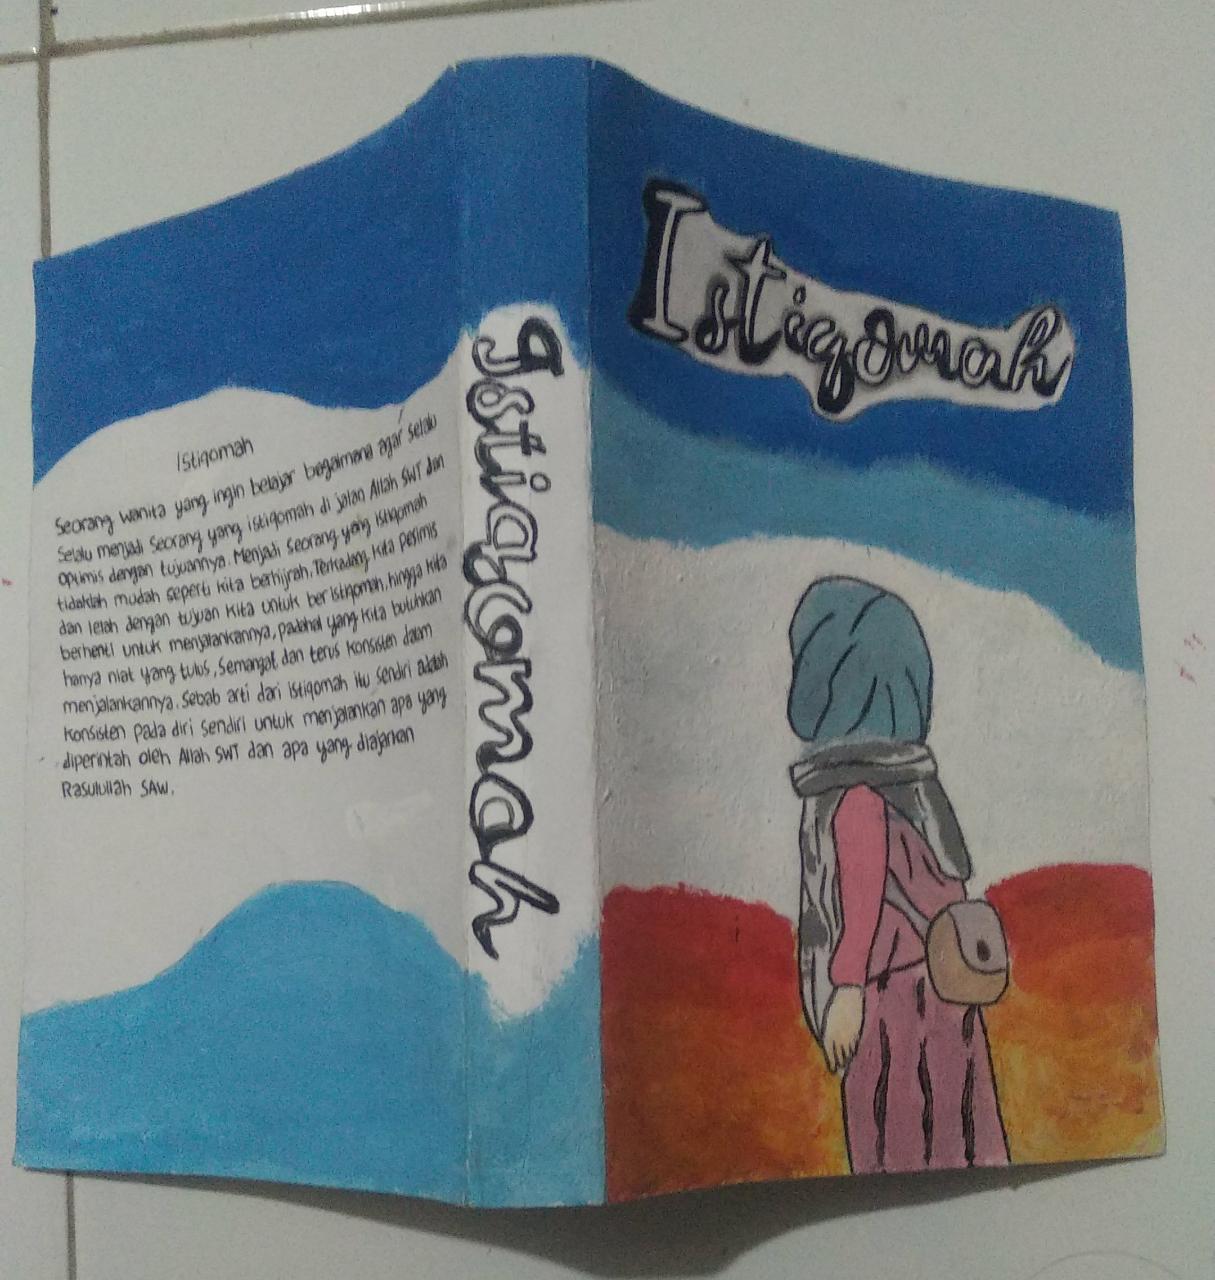 Istiqomah
Seorang wanita yang ingin belajar bagaimana agar selalu
Selalu menjadi seorang yang istiqomah di jalan Allah SWT dan
optimis dengan tujuannya. Menjadi seorang yang istiqomah
tidaklah mudah seperti kita berhijrah. Terkadang kita pesimis
dan lelah dengan tujuan kita untuk beristiqomah, hingga kita
berhenti untuk menjalankannya, padahal yang kita butuhkan
hanya niat yang tulus, semangat dan terus konsisten dalam
menjalankannya. Sebab arti dari istiqomah itu sendiri adalah
konsisten pada diri sendiri untuk menjalankan apa yang
diperintah oleh Allah SWT dan apa yang diajarkan
Rasulullah SAW.
Istiqomah
Istiqomah